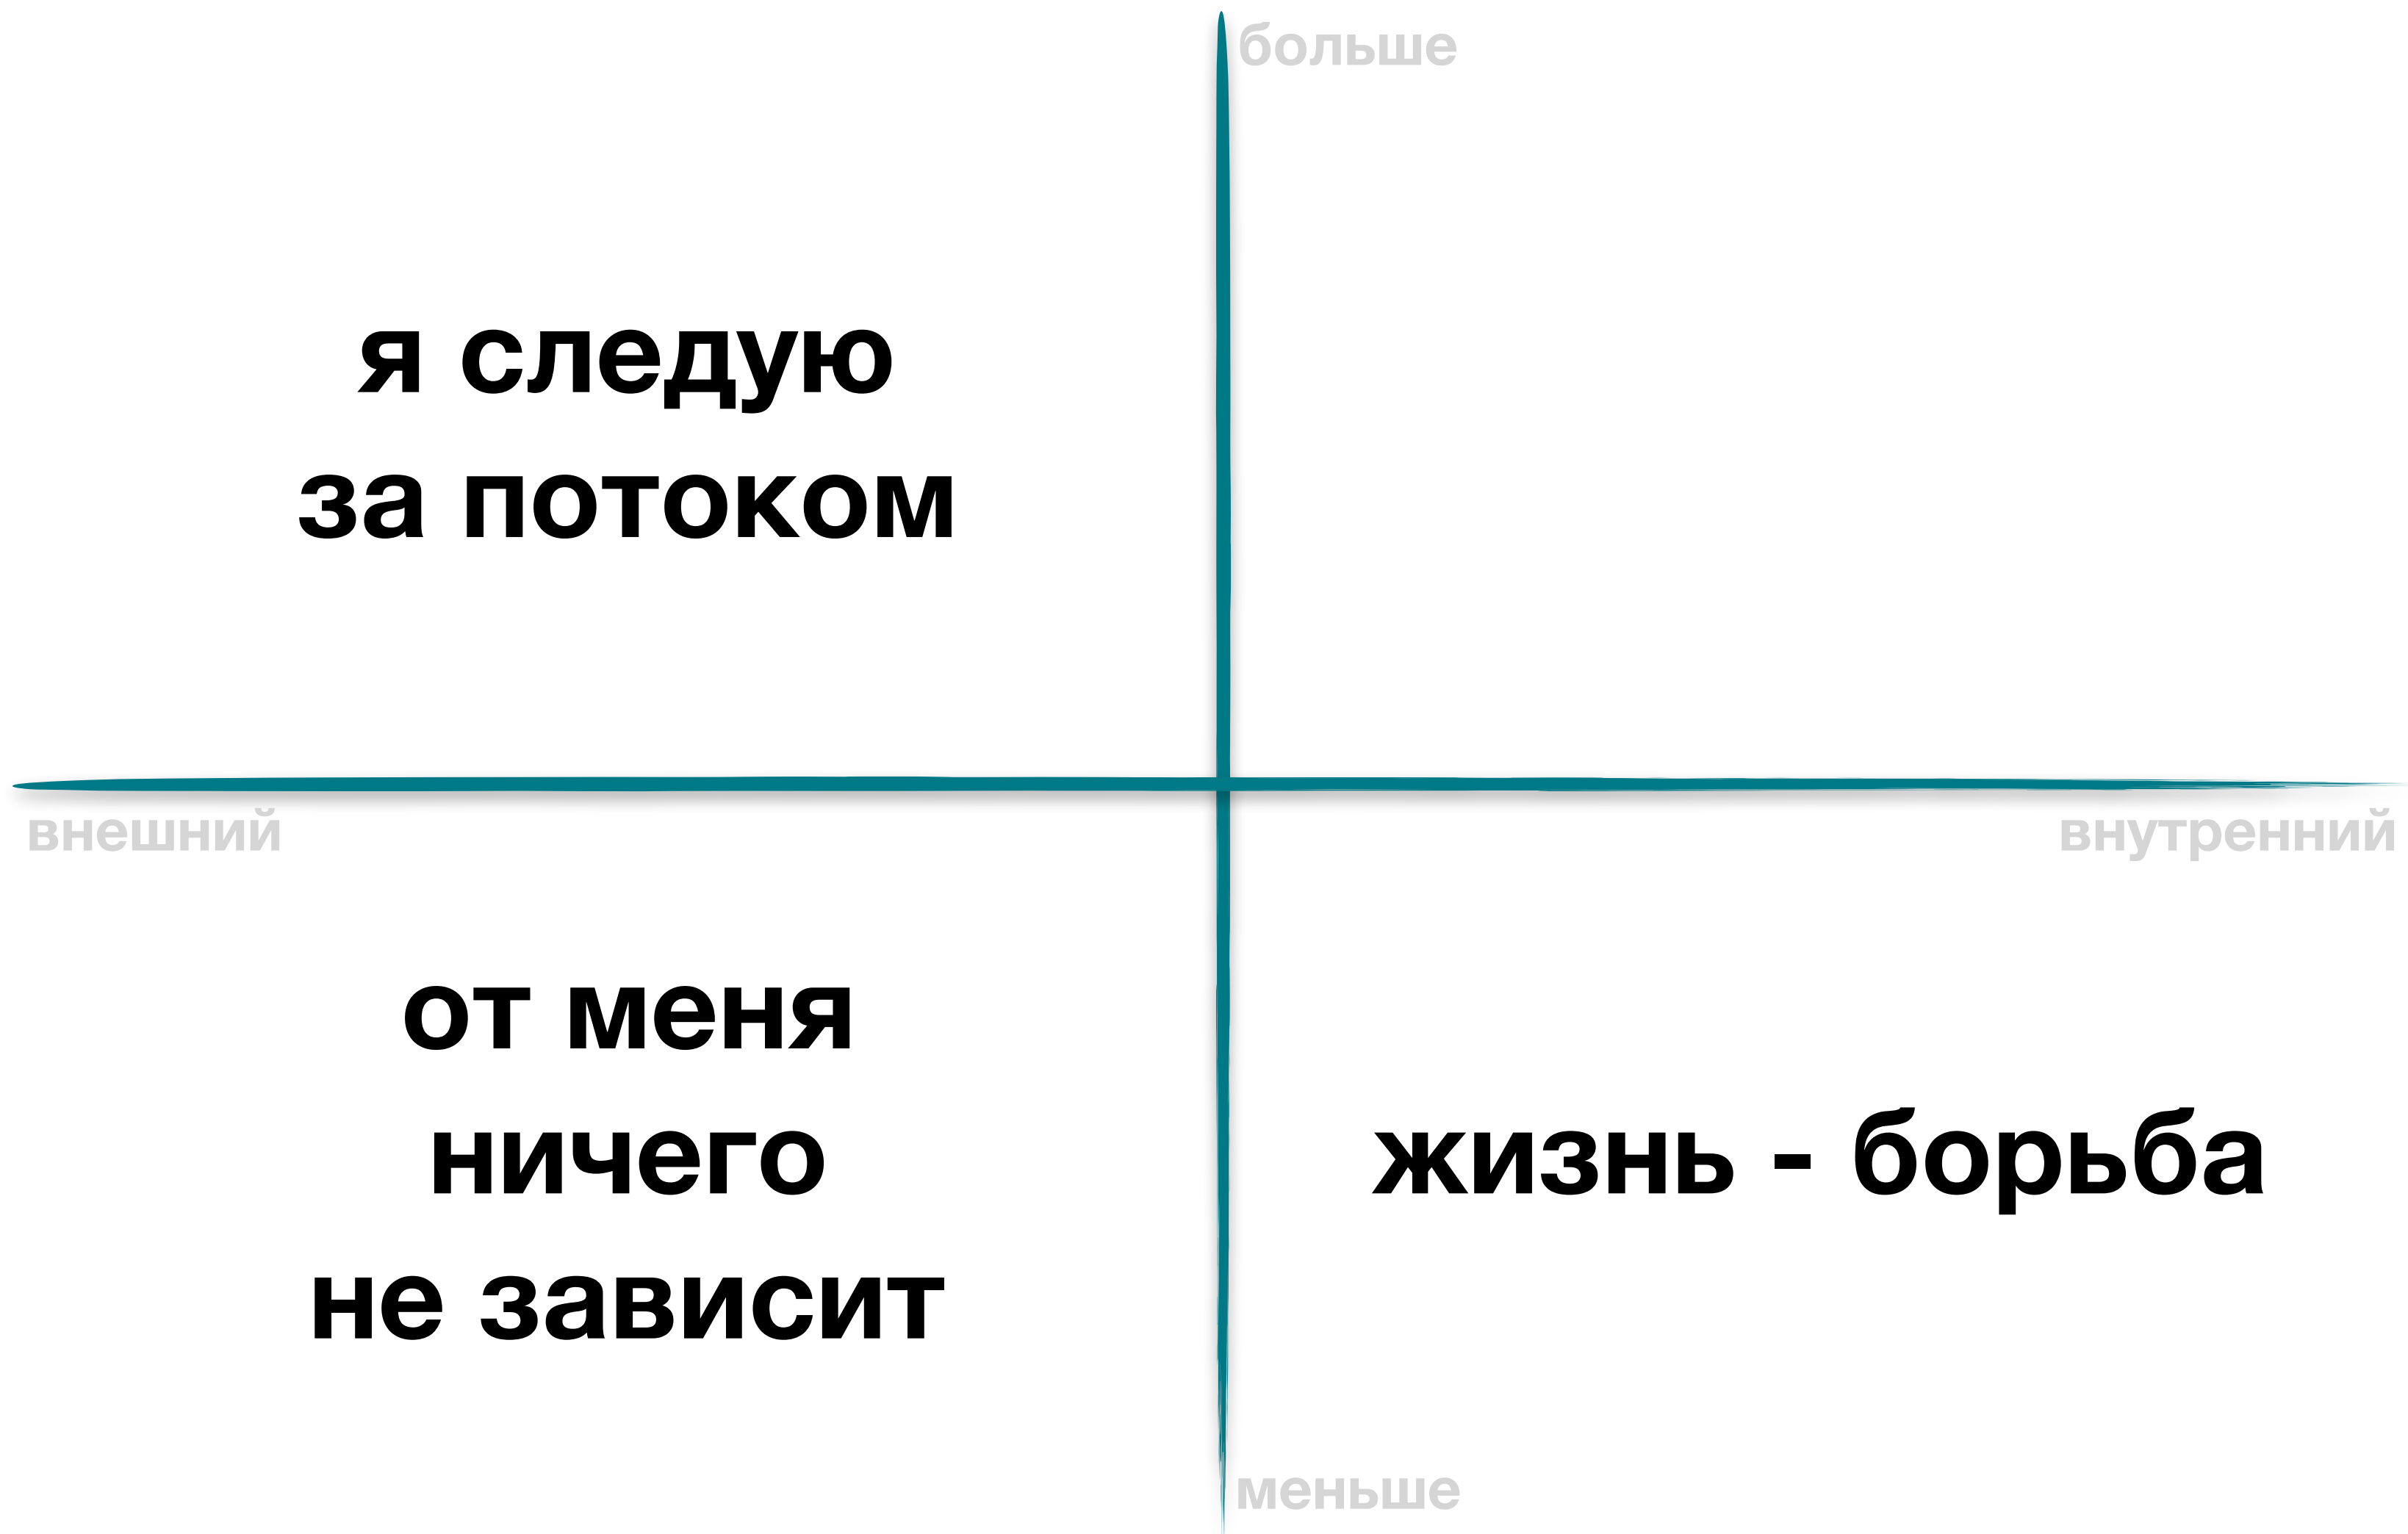 больше
я следую
за потоком
внешний
внутренний
от меня
ничего
не зависит
жизнь - борьба
меньше